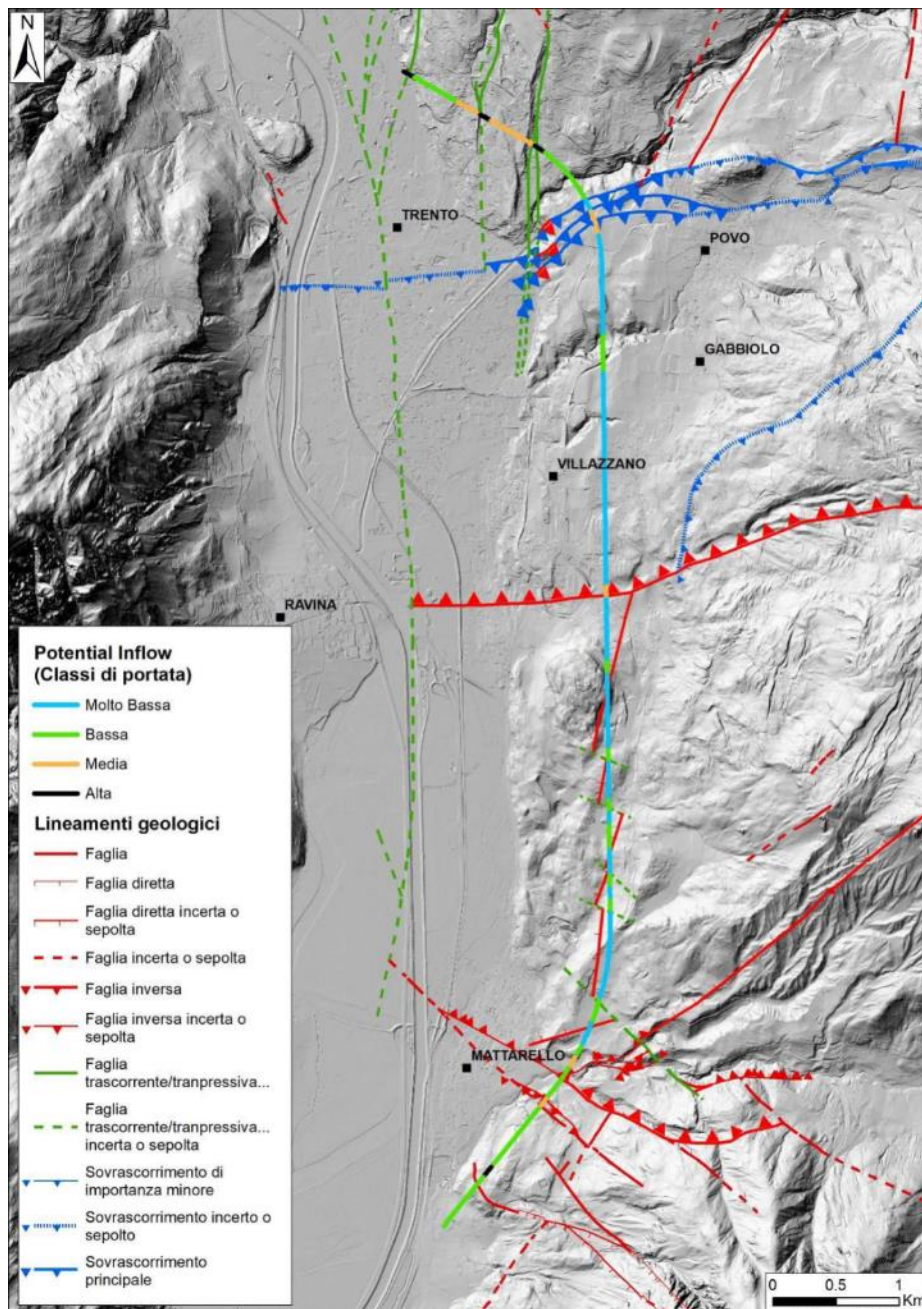 N
TRENTO
POVO
GABBIOLO
VILLAZZANO
RAVINA
MATTARELLO
Potential Inflow
(Classi di portata)
Molto Bassa
Bassa
Media
Alta
Lineamenti geologici
Faglia
Faglia diretta
Faglia diretta incerta o
sepolta
Faglia incerta o sepolta
Faglia inversa
Faglia inversa incerta o
sepolta
Faglia
trascorrente/tranpressiva...
Faglia
trascorrente/tranpressiva...
incerta o sepolta
Sovrascorrimento di
importanza minore
Sovrascorrimento incerto o
sepolto
Sovrascorrimento
principale
0 0.5 1
Km